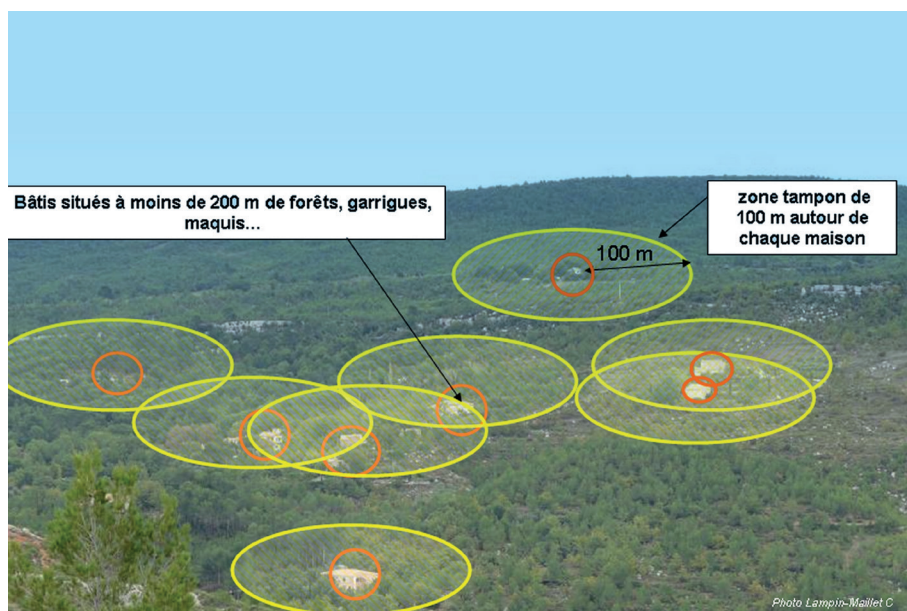 Bâtis situés à moins de 200 m de forêts, garrigues,
maquis...
zone tampon de
100 m autour de
chaque maison
100 m
Photo Lampin-Maillet C